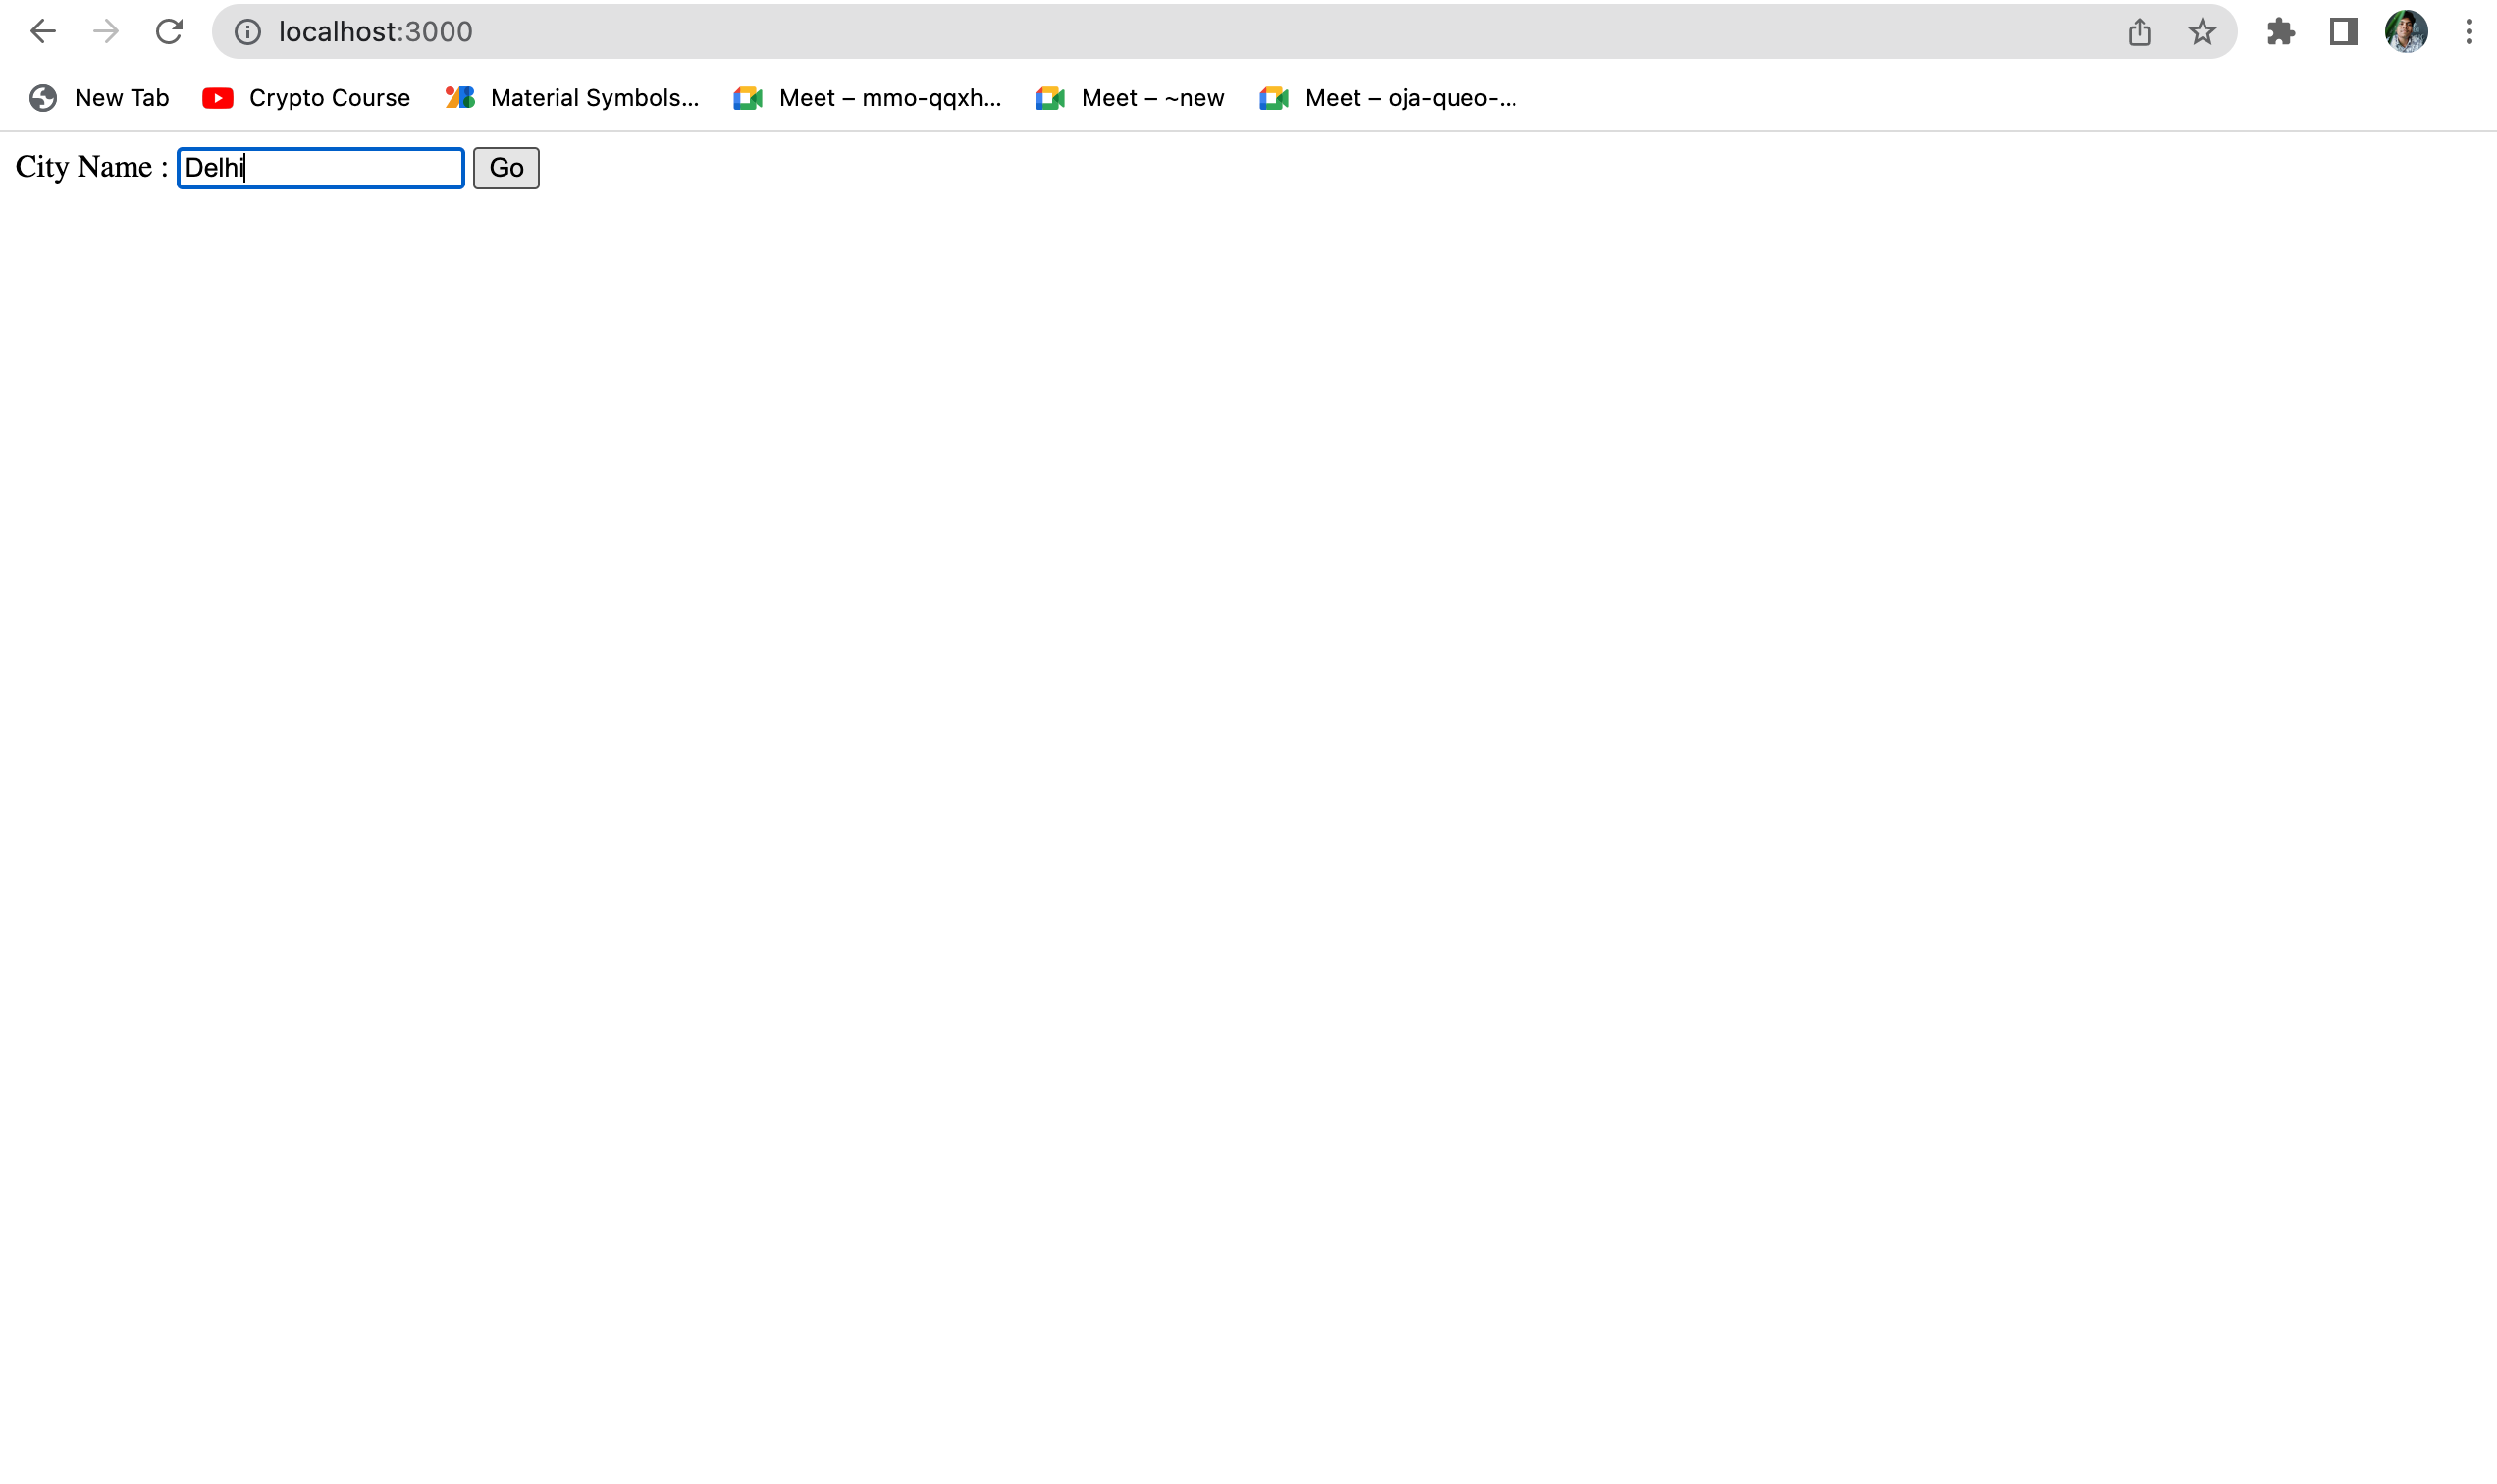 localhost:3000
New Tab Crypto Course Material Symbols... Meet – mmo-qqxh... Meet – ~new Meet – oja-queo-...
City Name : Delhi Go